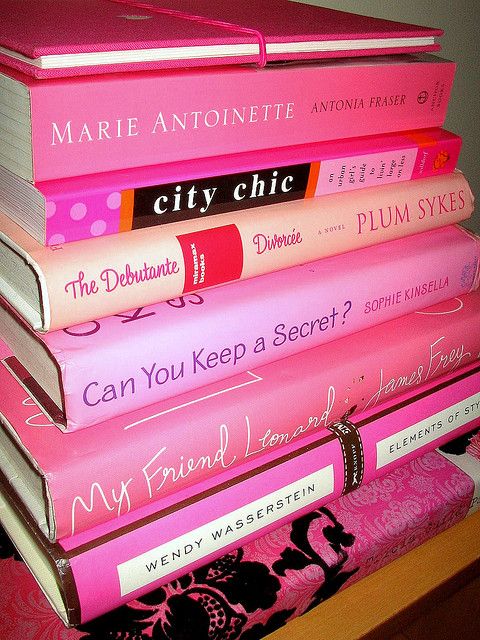 MARIE ANTOINETTE ANTONIA FRASER
city chic an urban girl's guide to livin' large on less
The Debutante miramax books Divorcée A NOVEL PLUM SYKES
Can You Keep a Secret? SOPHIE KINSELLA
My Friend Leonard James Frey
WENDY WASSERSTEIN ELEMENTS OF STY